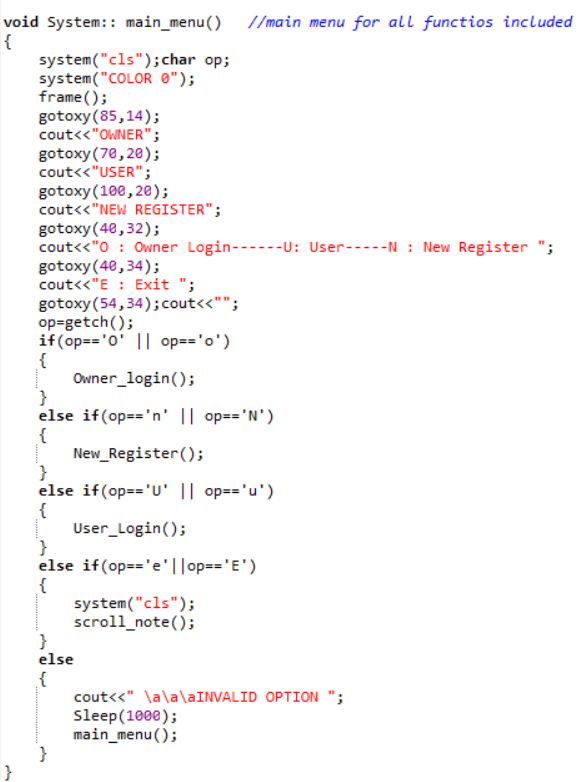 void System:: main_menu()   //main menu for all functios included
{
    system("cls");char op;
    system("COLOR 0");
    frame();
    gotoxy(85,14);
    cout<<"OWNER";
    gotoxy(70,20);
    cout<<"USER";
    gotoxy(100,20);
    cout<<"NEW REGISTER";
    gotoxy(40,32);
    cout<<"O : Owner Login------U: User-----N : New Register ";
    gotoxy(40,34);
    cout<<"E : Exit ";
    gotoxy(54,34);cout<<"";
    op=getch();
    if(op=='O' || op=='o')
    {
        Owner_login();
    }
    else if(op=='n' || op=='N')
    {
        New_Register();
    }
    else if(op=='U' || op=='u')
    {
        User_Login();
    }
    else if(op=='e'||op=='E')
    {
        system("cls");
        scroll_note();
    }
    else
    {
        cout<<" \a\a\aINVALID OPTION ";
        Sleep(1000);
        main_menu();
    }
}